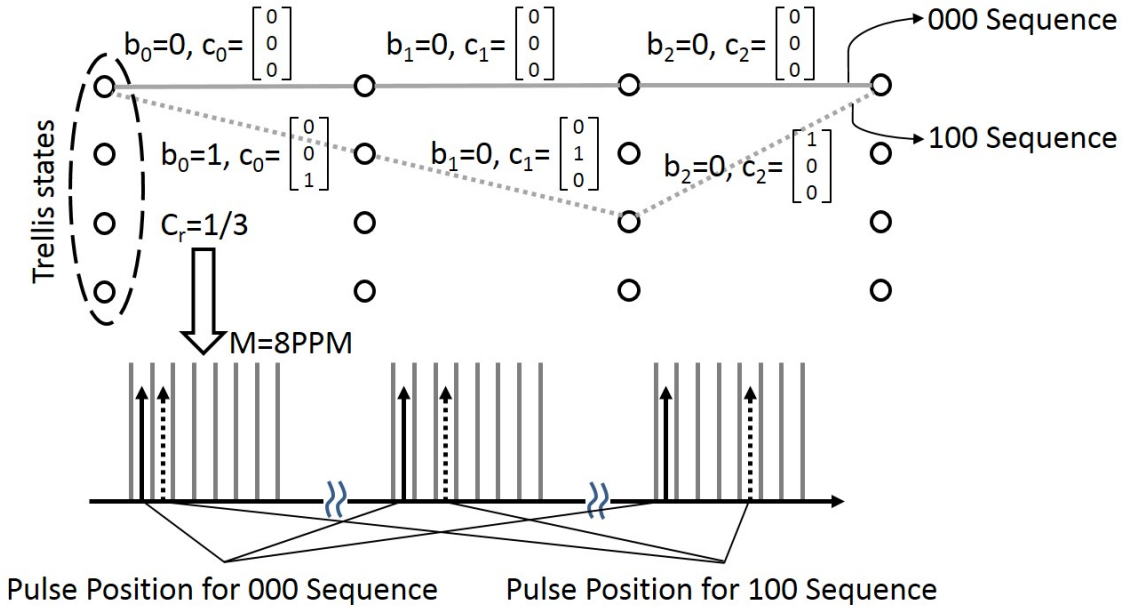 000 Sequence
b0=0, c0= [0 0 0]
b1=0, c1= [0 0 0]
b2=0, c2= [0 0 0]
100 Sequence
b0=1, c0= [0 0 1]
b1=0, c1= [0 1 0]
b2=0, c2= [1 0 0]
Trellis states
Cr=1/3
M=8PPM
Pulse Position for 000 Sequence
Pulse Position for 100 Sequence